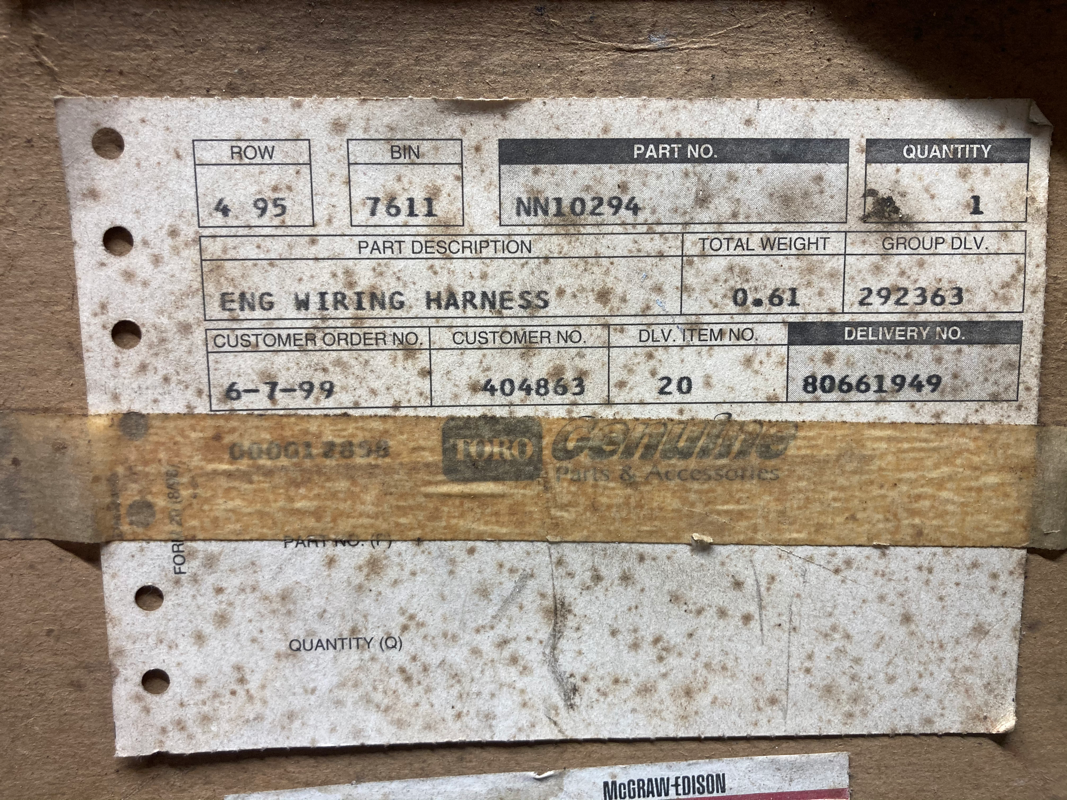 ROW BIN PART NO. QUANTITY
4 95 7611 NN10294 1
PART DESCRIPTION TOTAL WEIGHT GROUP DLV.
ENG WIRING HARNESS 0.61 292363
CUSTOMER ORDER NO. CUSTOMER NO. DLV. ITEM NO. DELIVERY NO.
6-7-99 404863 20 80661949
TORO Genuine
Parts & Accessories
PART NO. (P)
QUANTITY (Q)
McGRAW-EDISON